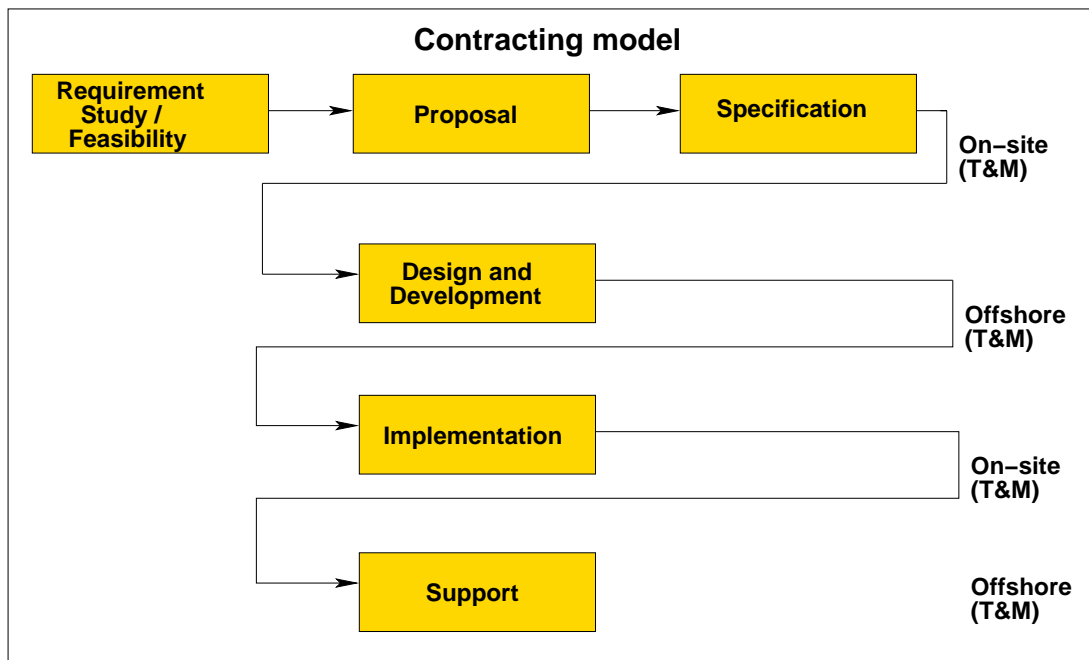 Contracting model
Requirement
Study /
Feasibility
Proposal
Specification
On−site
(T&M)
Design and
Development
Offshore
(T&M)
Implementation
On−site
(T&M)
Support
Offshore
(T&M)